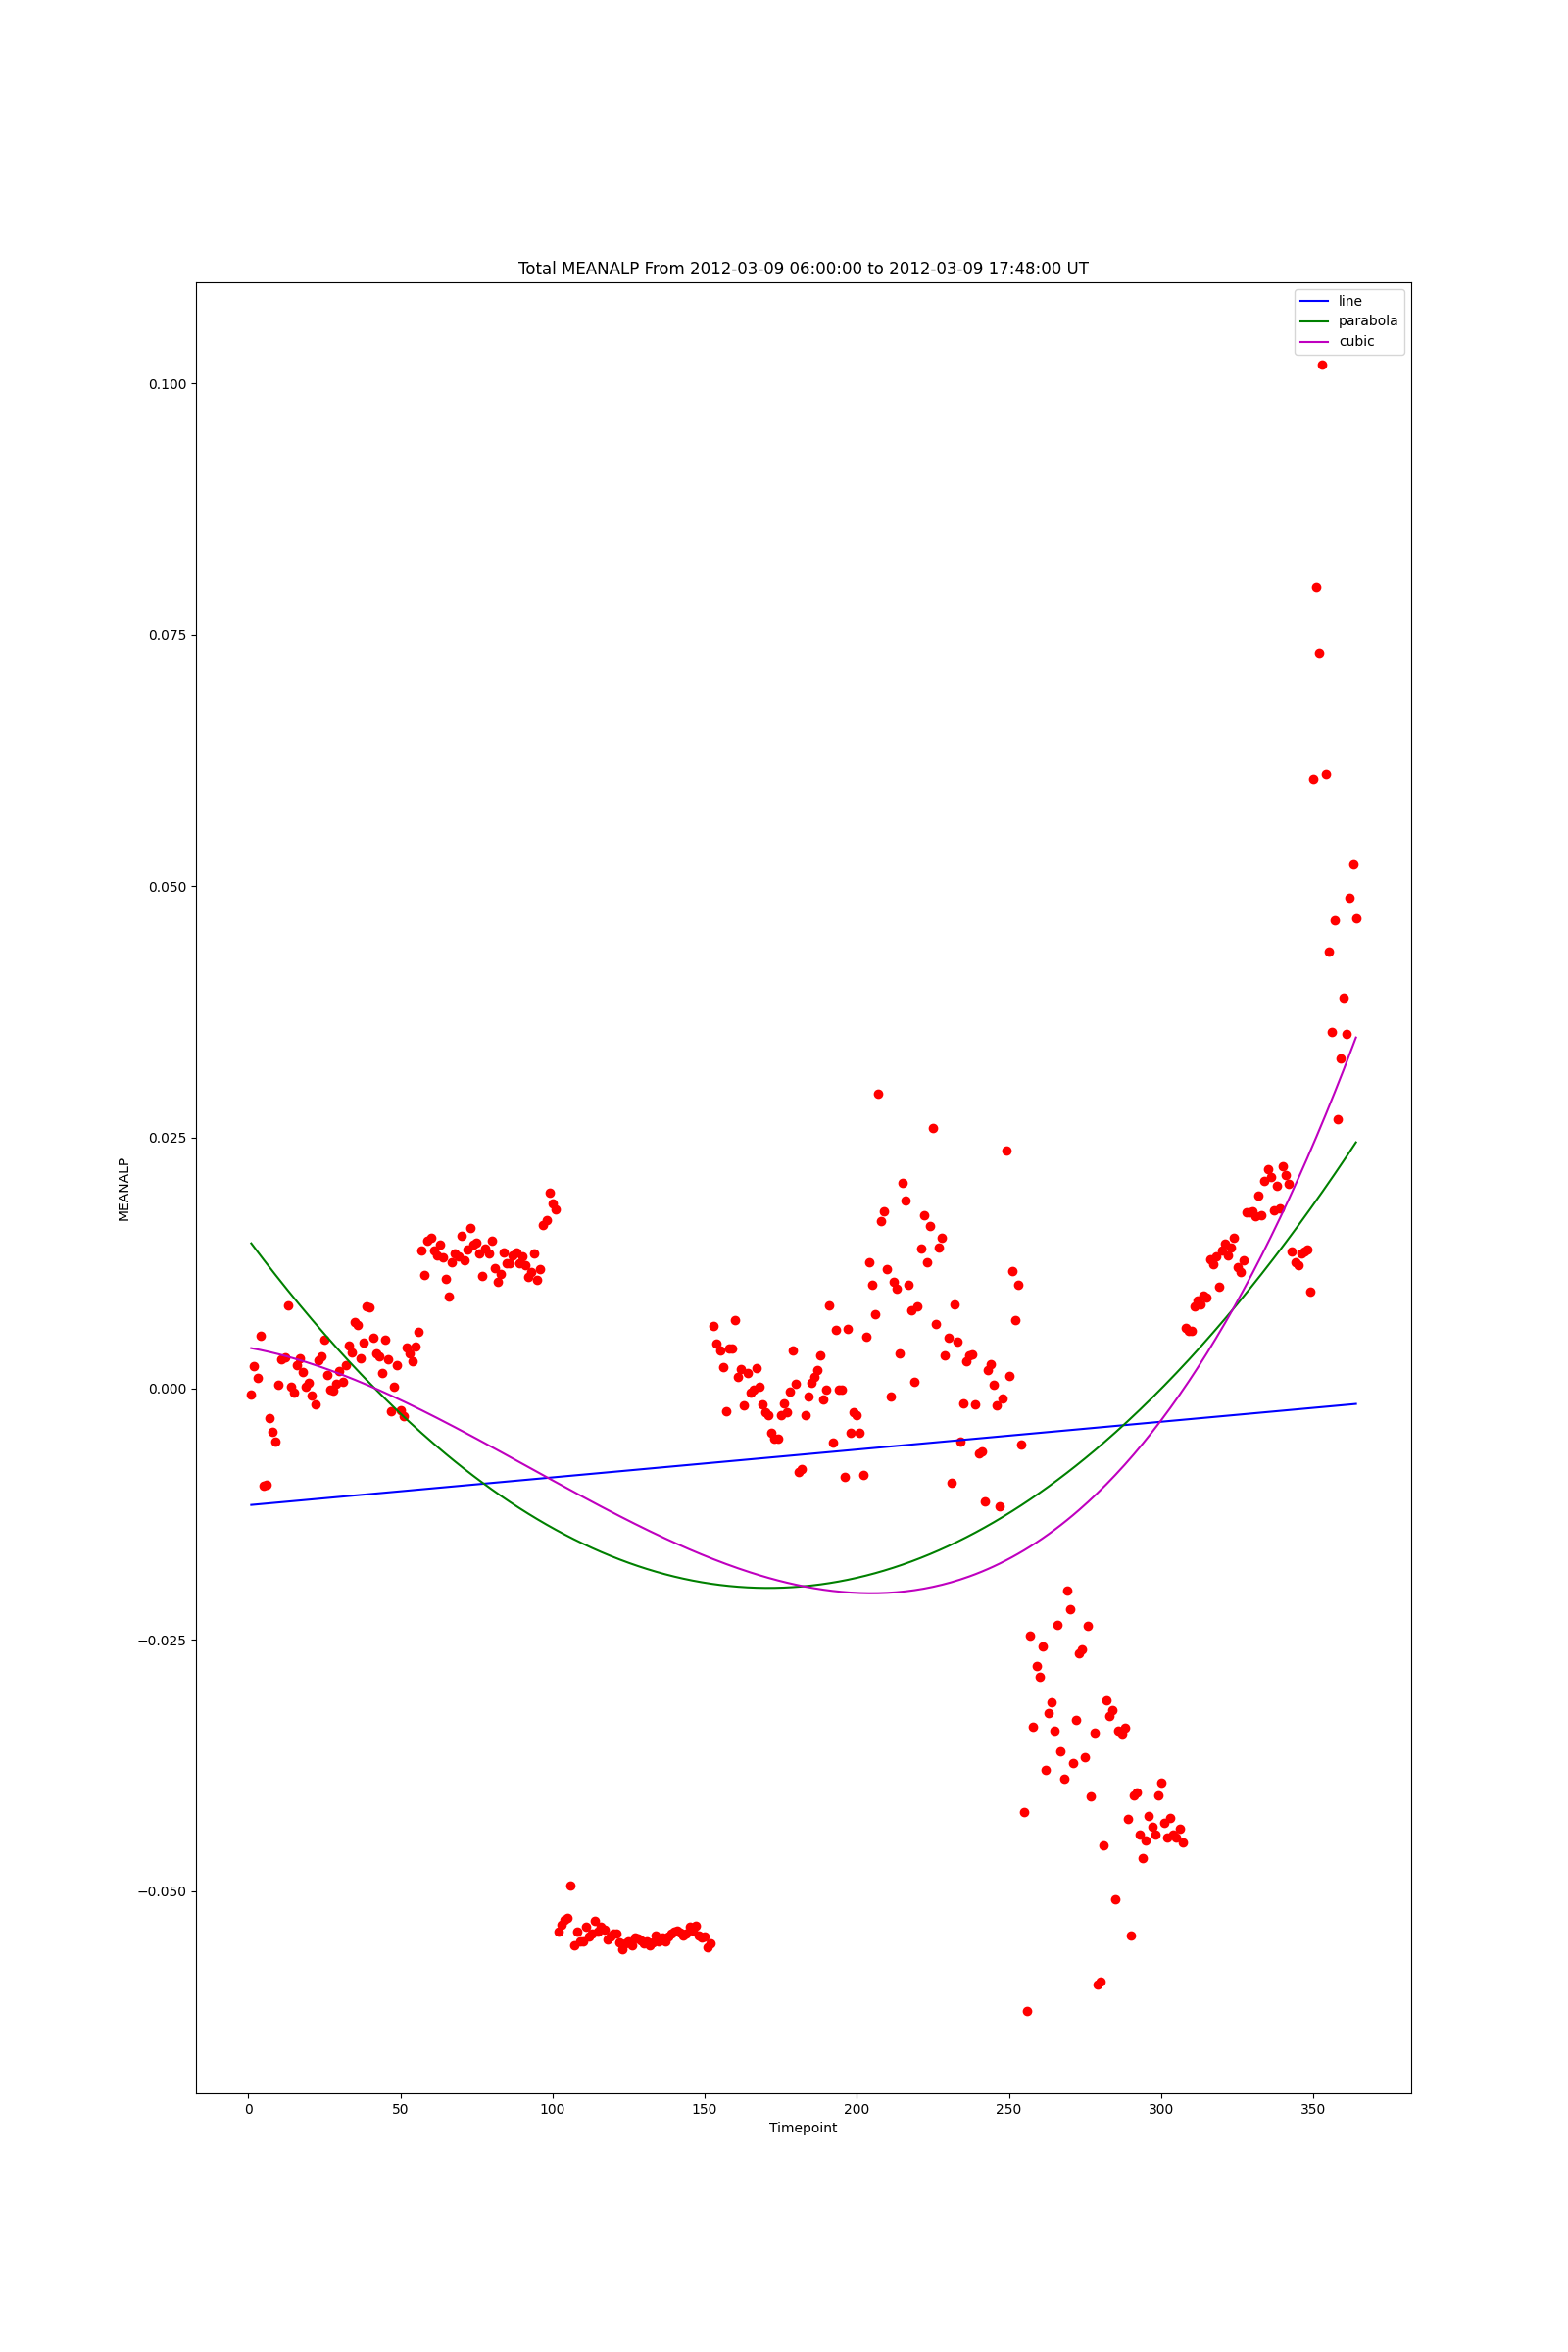 Total MEANALP From 2012-03-09 06:00:00 to 2012-03-09 17:48:00 UT
line
parabola
cubic
0.100
0.075
0.050
0.025
0.000
−0.025
−0.050
MEANALP
0 50 100 150 200 250 300 350
Timepoint